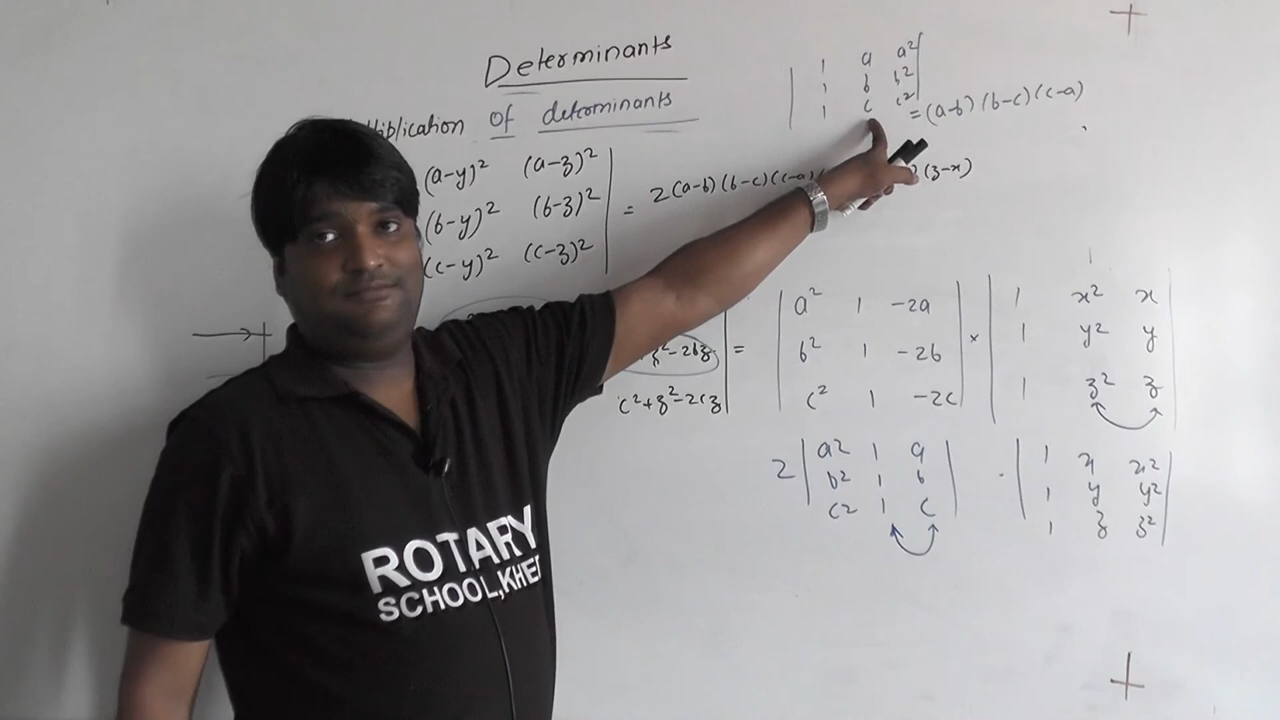 Determinants
of determinants
| 1 a a² |
| 1 b b² |
| 1 c c² | = (a-b) (b-c) (c-a)
(a-y)² (a-z)² |
(b-y)² (b-z)² | = 2(a-b) (b-c) (c-a) (z-x)
(c-y)² (c-z)² |
| a² 1 -2a | | 1 x² x |
z²-2bz | = | b² 1 -2b | × | 1 y² y |
c²+z²-2cz | | c² 1 -2c | | 1 z² z |
2 | a2 1 a | . | 1 x x2 |
| b2 1 b | | 1 y y2 |
| c2 1 c | | 1 z z² |
ROTARY
SCHOOL,